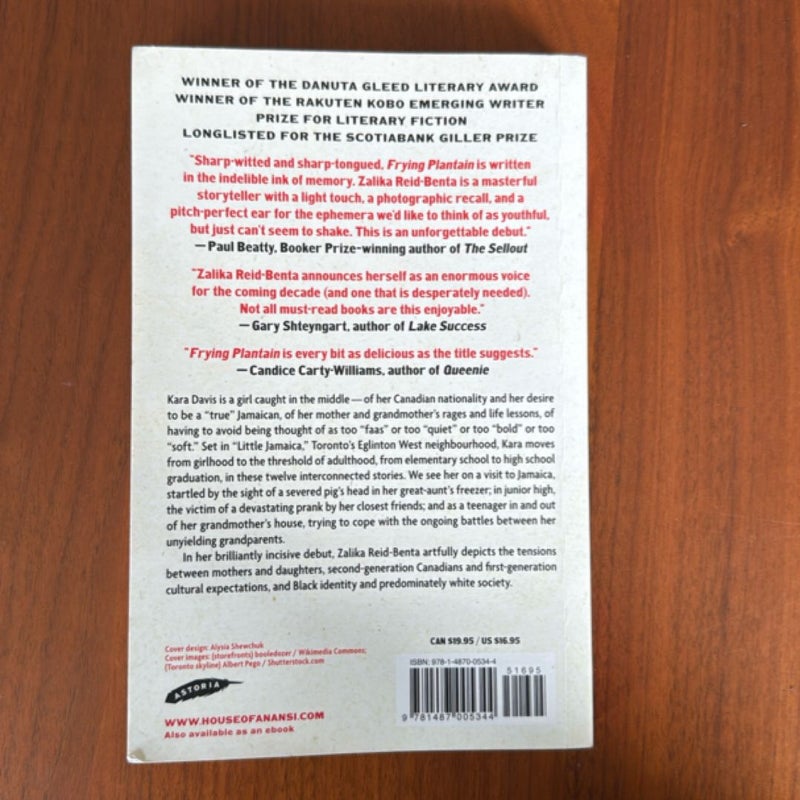 WINNER OF THE DANUTA GLEED LITERARY AWARD
WINNER OF THE RAKUTEN KOBO EMERGING WRITER
PRIZE FOR LITERARY FICTION
LONGLISTED FOR THE SCOTIABANK GILLER PRIZE
"Sharp-witted and sharp-tongued, Frying Plantain is written
in the indelible ink of memory. Zalika Reid-Benta is a masterful
storyteller with a light touch, a photographic recall, and a
pitch-perfect ear for the ephemera we'd like to think of as youthful,
but just can't seem to shake. This is an unforgettable debut."
—Paul Beatty, Booker Prize–winning author of The Sellout
"Zalika Reid-Benta announces herself as an enormous voice
for the coming decade (and one that is desperately needed).
Not all must-read books are this enjoyable."
—Gary Shteyngart, author of Lake Success
"Frying Plantain is every bit as delicious as the title suggests."
—Candice Carty-Williams, author of Queenie
Kara Davis is a girl caught in the middle—of her Canadian nationality and her desire
to be a "true" Jamaican, of her mother and grandmother's rages and life lessons, of
having to avoid being thought of as too "faas" or too "quiet" or too "bold" or too
"soft." Set in "Little Jamaica," Toronto's Eglinton West neighbourhood, Kara moves
from girlhood to the threshold of adulthood, from elementary school to high school
graduation, in these twelve interconnected stories. We see her on a visit to Jamaica,
startled by the sight of a severed pig's head in her great-aunt's freezer; in junior high,
the victim of a devastating prank by her closest friends; and as a teenager in and out
of her grandmother's house, trying to cope with the ongoing battles between her
unyielding grandparents.
In her brilliantly incisive debut, Zalika Reid-Benta artfully depicts the tensions
between mothers and daughters, second-generation Canadians and first-generation
cultural expectations, and Black identity and predominately white society.
Cover design: Alysia Shewchuk
Cover images: (storefronts) booledozer / Wikimedia Commons;
(Toronto skyline) Albert Pego / Shutterstock.com
ASTORIA
WWW.HOUSEOFANANSI.COM
Also available as an ebook
CAN $19.95 / US $16.95
ISBN: 978-1-4870-0534-4
51695
9 781487 005344